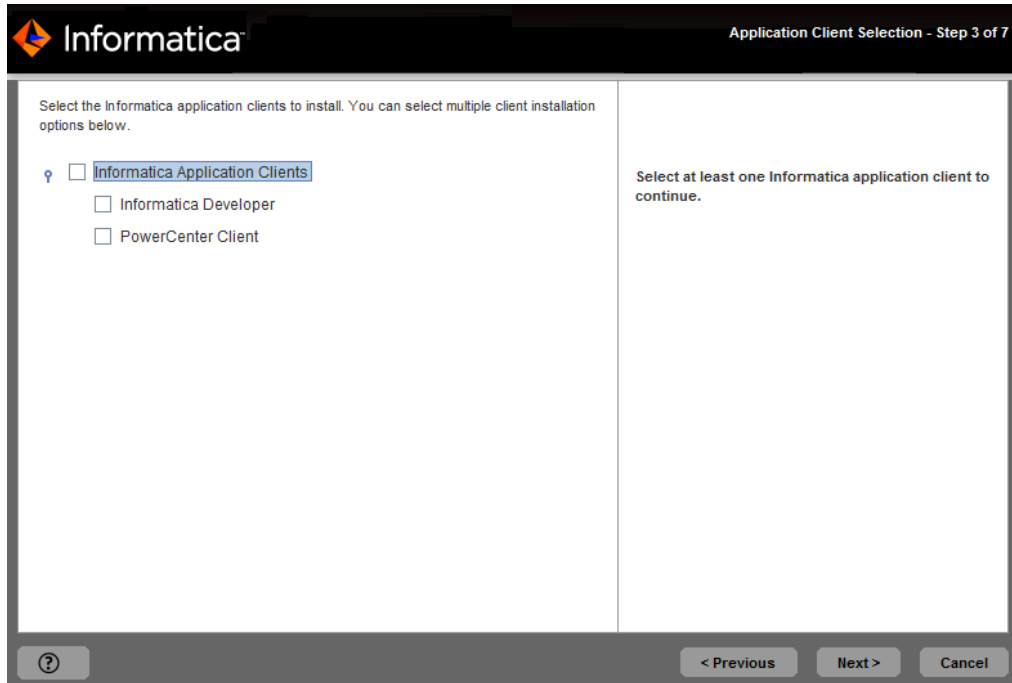 Informatica
Application Client Selection - Step 3 of 7
Select the Informatica application clients to install. You can select multiple client installation
options below.
Informatica Application Clients
Informatica Developer
PowerCenter Client
Select at least one Informatica application client to
continue.
?
< Previous
Next >
Cancel